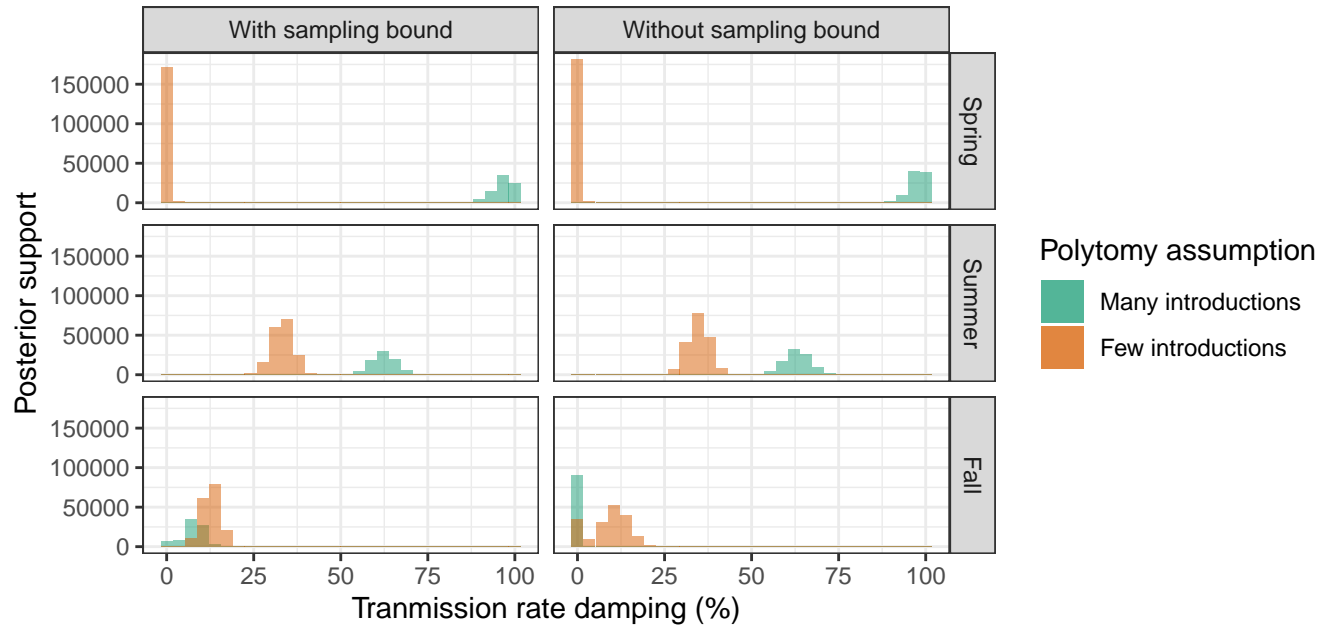 With sampling bound
Without sampling bound
150000
100000
50000
0
Spring
150000
100000
50000
0
Summer
150000
100000
50000
0
Fall
0 25 50 75 100
0 25 50 75 100
Tranmission rate damping (%)
Posterior support
Polytomy assumption
Many introductions
Few introductions